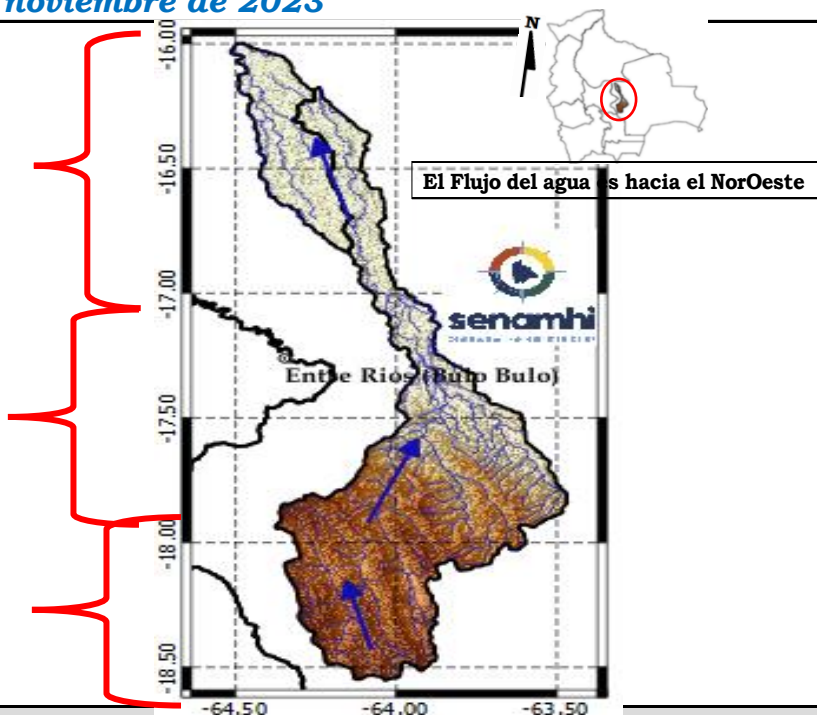 noviembre de 2023
N
El Flujo del agua es hacia el NorOeste
senamhi
Entre Rios (Bulo Bulo)
-16.00
-16.50
-17.00
-17.50
-18.00
-18.50
-64.50 -64.00 -63.50